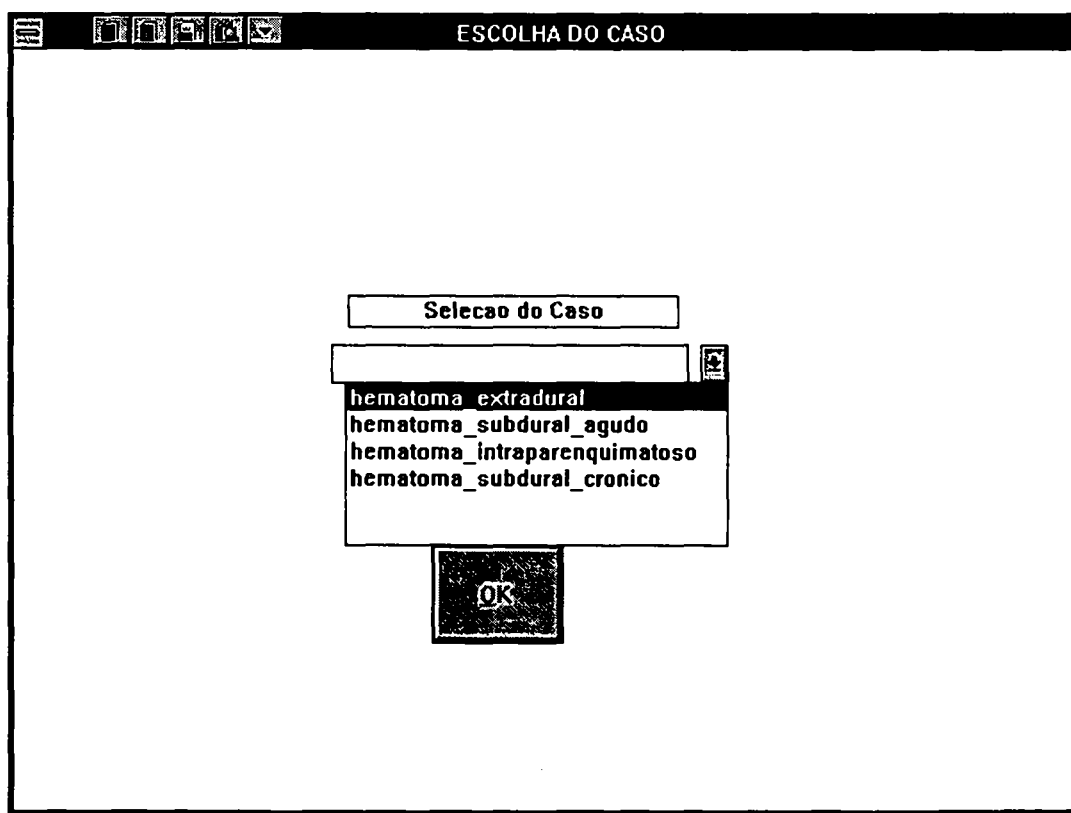 ESCOLHA DO CASO
Selecao do Caso
hematoma_extradural
hematoma_subdural_agudo
hematoma_intraparenquimatoso
hematoma_subdural_cronico
OK